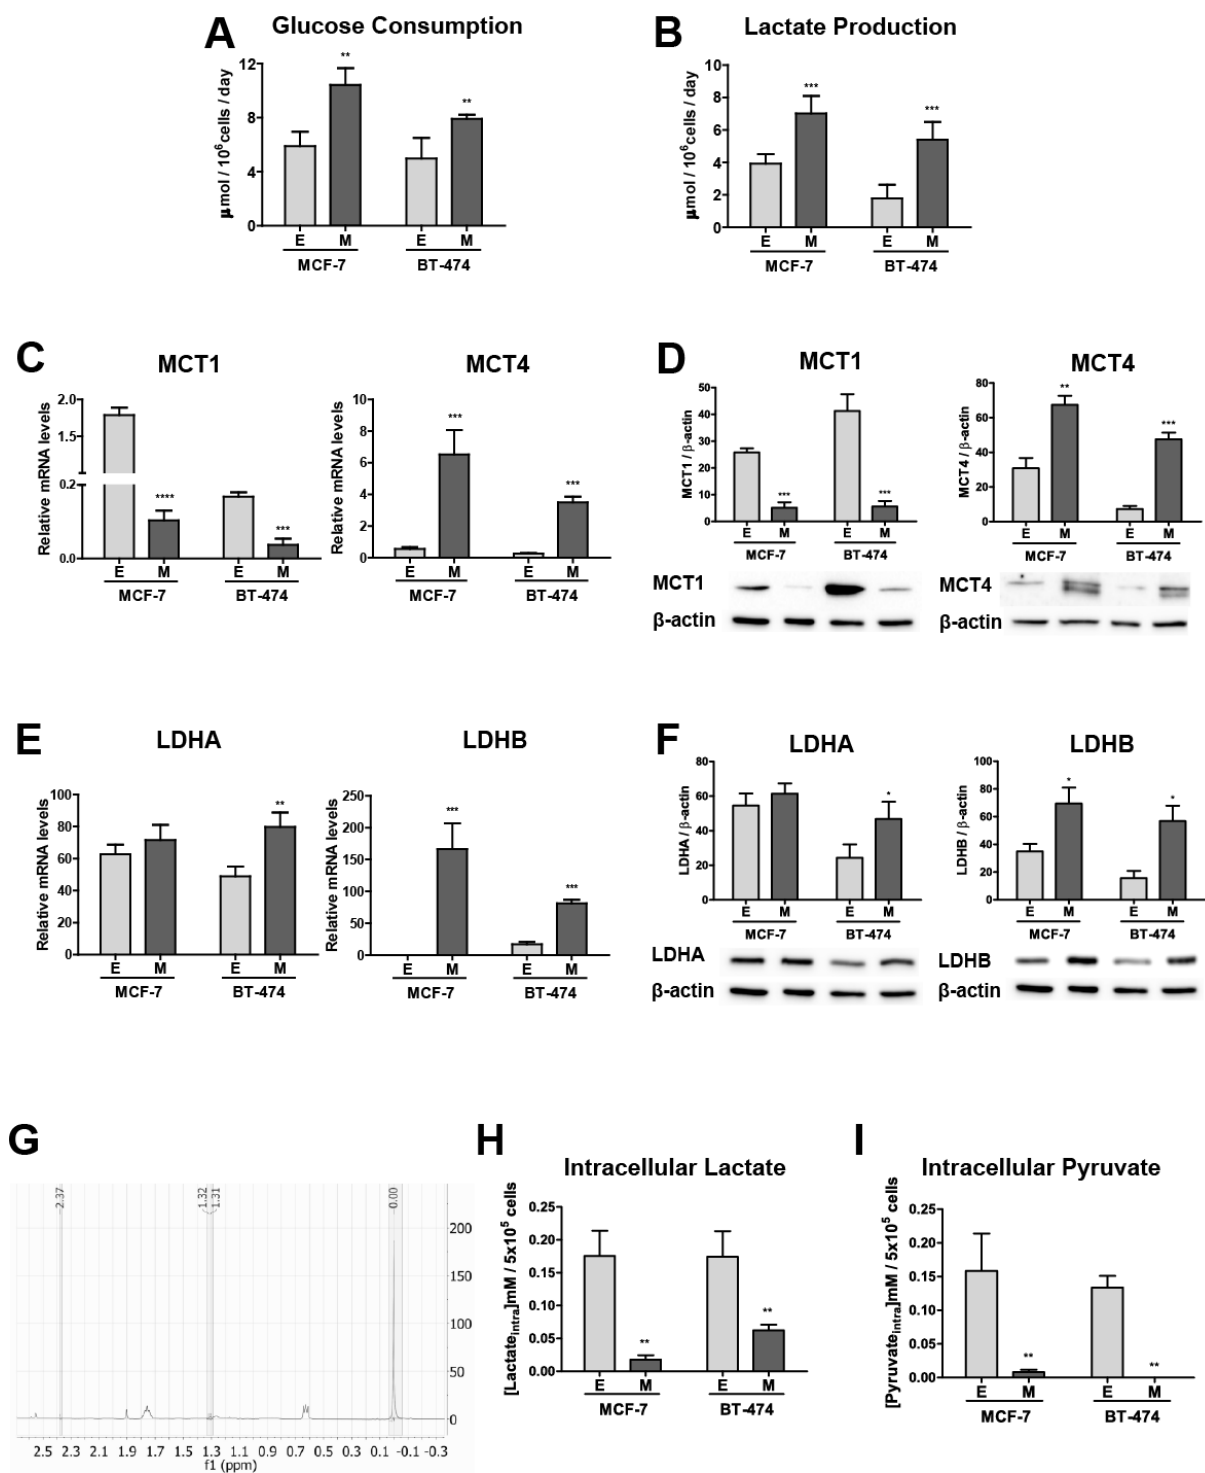 A
Glucose Consumption
μmol / 10⁶cells / day
12
8
4
0
**
**
E M E M
MCF-7 BT-474
B
Lactate Production
μmol / 10⁶cells / day
10
8
6
4
2
0
***
***
E M E M
MCF-7 BT-474
C
MCT1
Relative mRNA levels
2.0
1.5
0.2
0.0
****
***
E M E M
MCF-7 BT-474
MCT4
Relative mRNA levels
10
8
6
4
2
0
***
***
E M E M
MCF-7 BT-474
D
MCT1
MCT1 / β-actin
50
40
30
20
10
0
***
***
E M E M
MCF-7 BT-474
MCT1
β-actin
MCT4
MCT4 / β-actin
80
60
40
20
0
**
***
E M E M
MCF-7 BT-474
MCT4
β-actin
E
LDHA
Relative mRNA levels
100
80
60
40
20
0
**
E M E M
MCF-7 BT-474
LDHB
Relative mRNA levels
250
200
150
100
50
0
***
***
E M E M
MCF-7 BT-474
F
LDHA
LDHA / β-actin
80
60
40
20
0
*
E M E M
MCF-7 BT-474
LDHA
β-actin
LDHB
LDHB / β-actin
100
80
60
40
20
0
*
*
E M E M
MCF-7 BT-474
LDHB
β-actin
G
2.37
1.32
1.31
0.00
200
150
100
50
0
2.5 2.3 2.1 1.9 1.7 1.5 1.3 1.1 0.9 0.7 0.5 0.3 0.1 -0.1 -0.3
f1 (ppm)
H
Intracellular Lactate
[Lactateintra]mM / 5x10⁵ cells
0.25
0.20
0.15
0.10
0.05
0.00
**
**
E M E M
MCF-7 BT-474
I
Intracellular Pyruvate
[Pyruvateintra]mM / 5x10⁵ cells
0.25
0.20
0.15
0.10
0.05
0.00
**
**
E M E M
MCF-7 BT-474